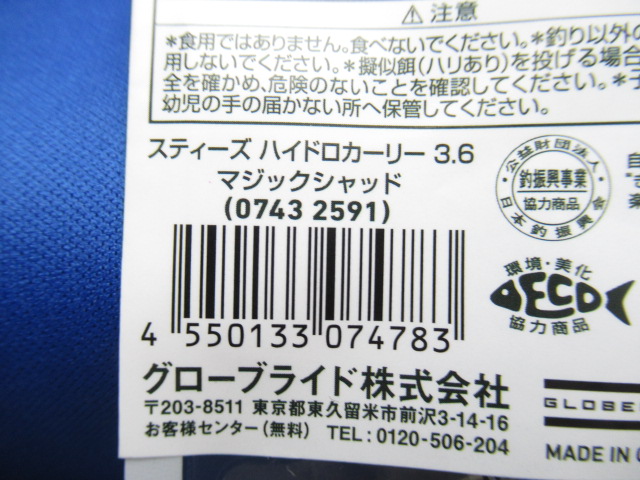 ⚠注意
*食用ではありません。食べないでください。*釣り以外の
用しないでください。*擬似餌(ハリあり)を投げる場合
全を確かめ、危険のないことを確認してください。*子
幼児の手の届かない所へ保管してください。
スティーズ ハイドロカーリー 3.6
マジックシャッド
(0743 2591)
公益財団法人
釣振興事業
協力商品
日本釣振興会
環境・美化
ECO
協力商品
4 550133 074783
グローブライド株式会社
〒203-8511 東京都東久留米市前沢3-14-16
お客様センター(無料) TEL:0120-506-204
GLOBE
MADE IN